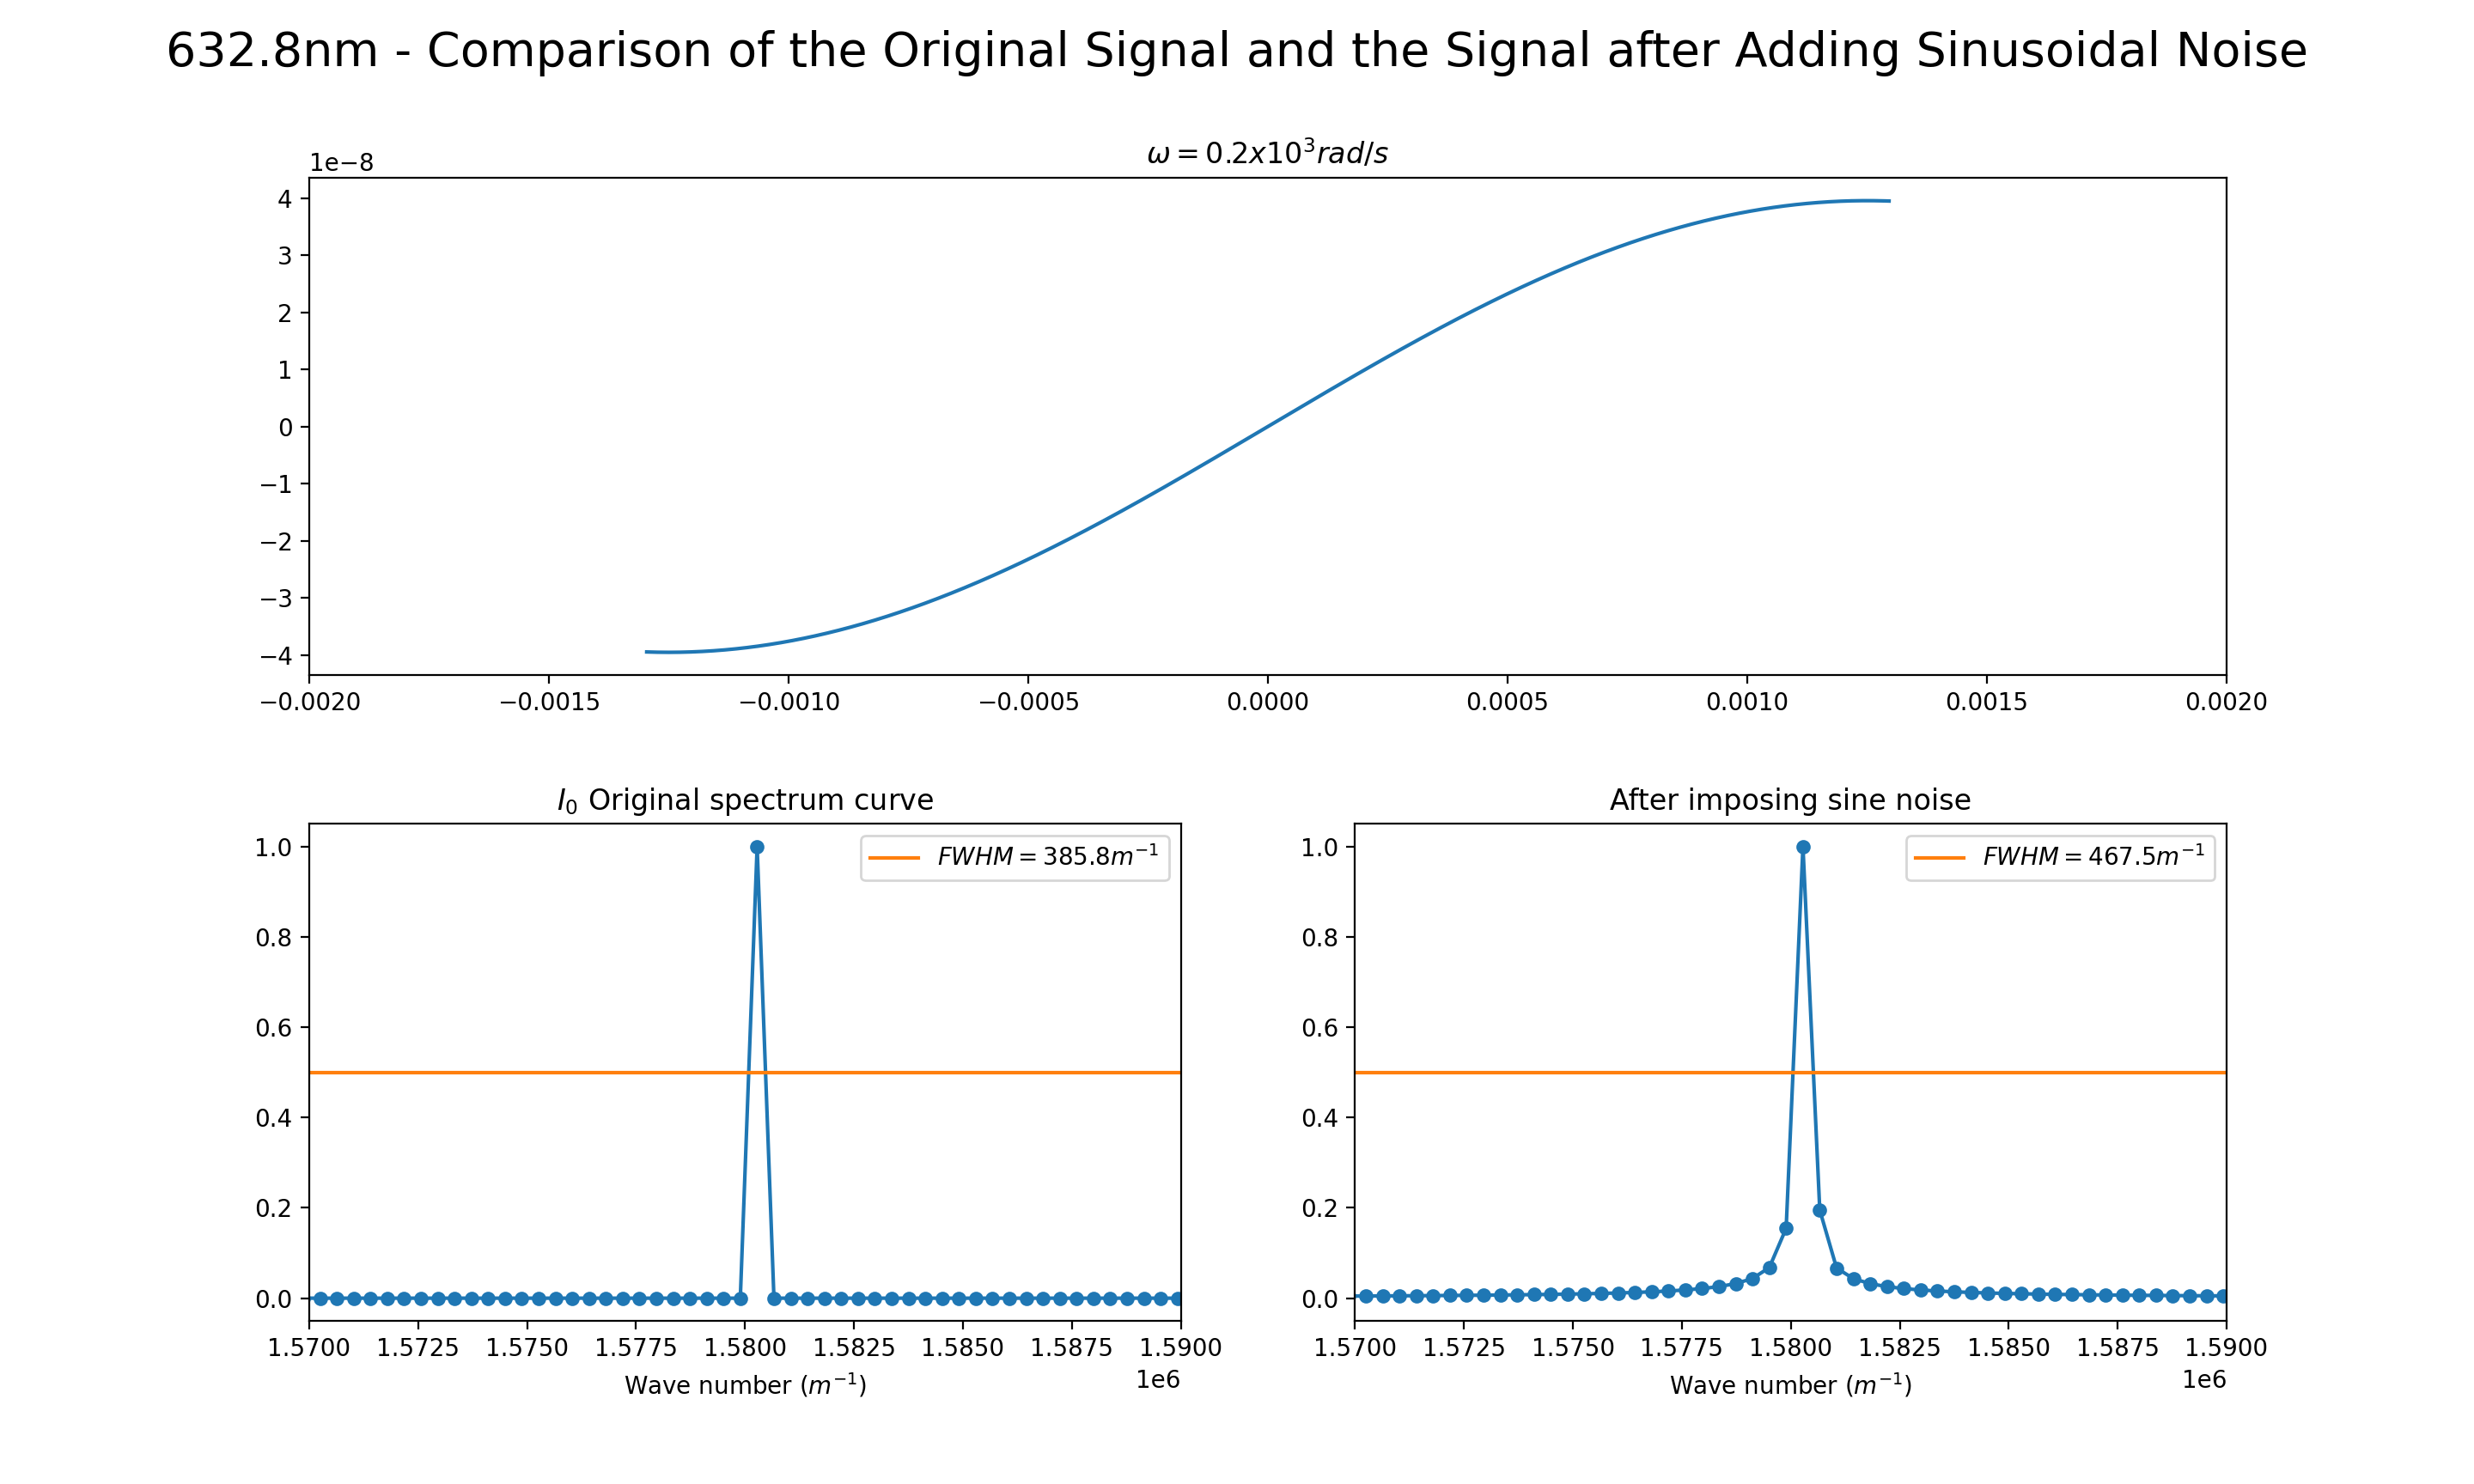 632.8nm - Comparison of the Original Signal and the Signal after Adding Sinusoidal Noise
ω = 0.2x10³rad/s
1e−8
4
3
2
1
0
−1
−2
−3
−4
−0.0020 −0.0015 −0.0010 −0.0005 0.0000 0.0005 0.0010 0.0015 0.0020
I₀ Original spectrum curve
FWHM = 385.8m⁻¹
1.0
0.8
0.6
0.4
0.2
0.0
1.5700 1.5725 1.5750 1.5775 1.5800 1.5825 1.5850 1.5875 1.5900
Wave number (m⁻¹)
1e6
After imposing sine noise
FWHM = 467.5m⁻¹
1.0
0.8
0.6
0.4
0.2
0.0
1.5700 1.5725 1.5750 1.5775 1.5800 1.5825 1.5850 1.5875 1.5900
Wave number (m⁻¹)
1e6